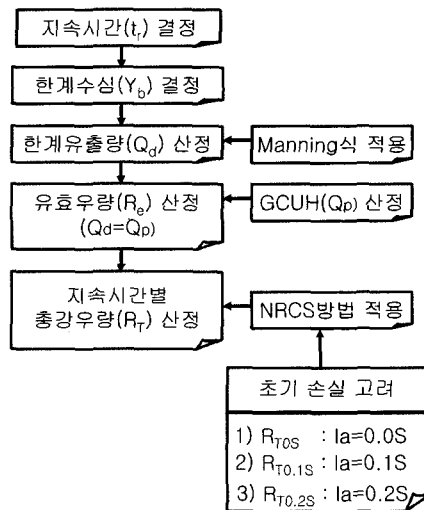 지속시간(tr) 결정
한계수심(Yb) 결정
한계유출량(Qd) 산정
Manning식 적용
유효우량(Re) 산정
(Qd=Qp)
GCUH(Qp) 산정
지속시간별
총강우량(RT) 산정
NRCS방법 적용
초기 손실 고려
1) RT0S : Ia=0.0S
2) RT0.1S : Ia=0.1S
3) RT0.2S : Ia=0.2S